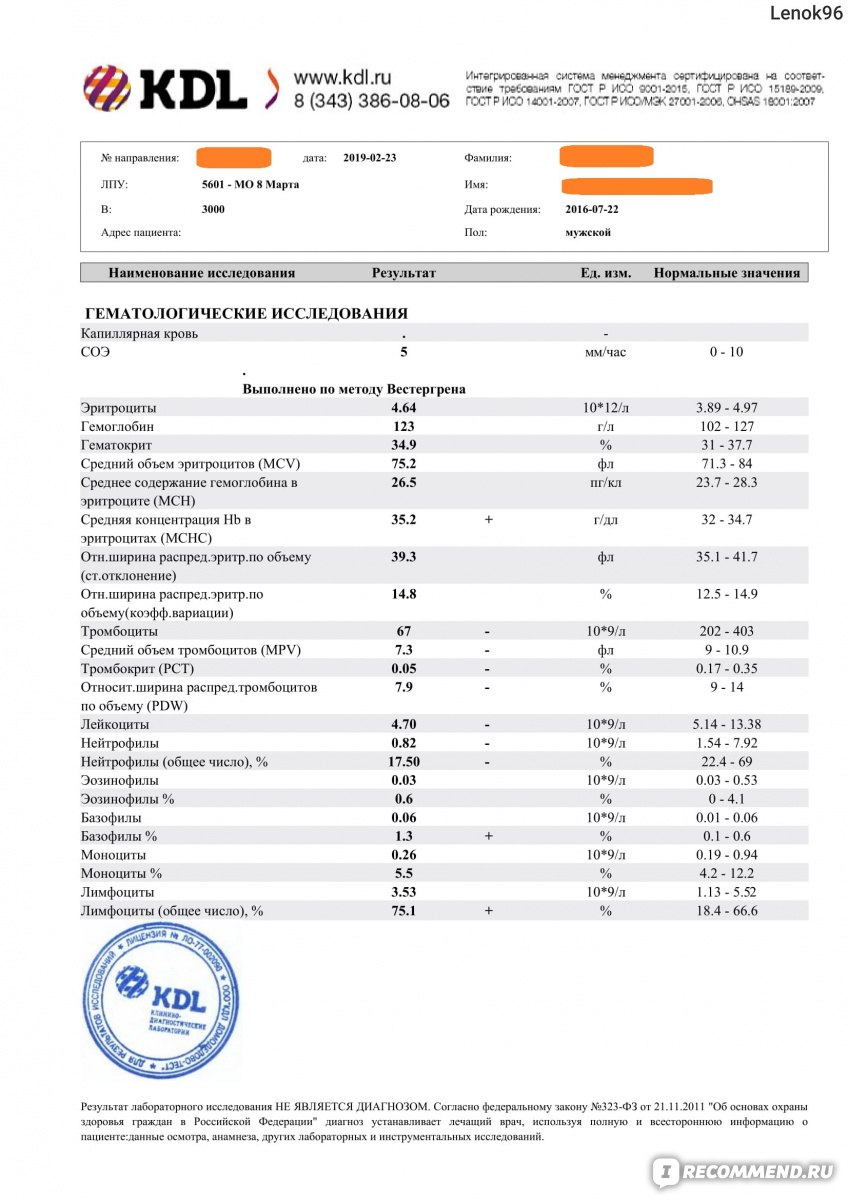 Lenok96
KDL
www.kdl.ru
8 (343) 386-08-06
Интегрированная система менеджмента сертифицирована на соответ-
ствие требованиям ГОСТ Р ИСО 9001-2015, ГОСТ Р ИСО 15189-2009,
ГОСТ Р ИСО 14001-2007, ГОСТ Р ИСО/МЭК 27001-2006, OHSAS 18001:2007
№ направления: дата: 2019-02-23 Фамилия:
ЛПУ: 5601 - МО 8 Марта Имя:
В: 3000 Дата рождения: 2016-07-22
Адрес пациента: Пол: мужской
Наименование исследования Результат Ед. изм. Нормальные значения
ГЕМАТОЛОГИЧЕСКИЕ ИССЛЕДОВАНИЯ
Капиллярная кровь . -
СОЭ 5 мм/час 0 - 10
.
Выполнено по методу Вестергрена
Эритроциты 4.64 10*12/л 3.89 - 4.97
Гемоглобин 123 г/л 102 - 127
Гематокрит 34.9 % 31 - 37.7
Средний объем эритроцитов (MCV) 75.2 фл 71.3 - 84
Среднее содержание гемоглобина в 26.5 пг/кл 23.7 - 28.3
эритроците (МСН)
Средняя концентрация Hb в 35.2 + г/дл 32 - 34.7
эритроцитах (МСНС)
Отн.ширина распред.эритр.по объему 39.3 фл 35.1 - 41.7
(ст.отклонение)
Отн.ширина распред.эритр.по 14.8 % 12.5 - 14.9
объему(коэфф.вариации)
Тромбоциты 67 - 10*9/л 202 - 403
Средний объем тромбоцитов (MPV) 7.3 - фл 9 - 10.9
Тромбокрит (PCT) 0.05 - % 0.17 - 0.35
Относит.ширина распред.тромбоцитов 7.9 - % 9 - 14
по объему (PDW)
Лейкоциты 4.70 - 10*9/л 5.14 - 13.38
Нейтрофилы 0.82 - 10*9/л 1.54 - 7.92
Нейтрофилы (общее число), % 17.50 - % 22.4 - 69
Эозинофилы 0.03 10*9/л 0.03 - 0.53
Эозинофилы % 0.6 % 0 - 4.1
Базофилы 0.06 10*9/л 0.01 - 0.06
Базофилы % 1.3 + % 0.1 - 0.6
Моноциты 0.26 10*9/л 0.19 - 0.94
Моноциты % 5.5 % 4.2 - 12.2
Лимфоциты 3.53 10*9/л 1.13 - 5.52
Лимфоциты (общее число), % 75.1 + % 18.4 - 66.6
ЛИЦЕНЗИЯ № ЛО-77-002090 * ООО "КДЛ ДОМОДЕДОВО-ТЕСТ" * ДЛЯ РЕЗУЛЬТАТОВ ИССЛЕДОВАНИЙ *
KDL
КЛИНИКО-
ДИАГНОСТИЧЕСКИЕ
ЛАБОРАТОРИИ
Результат лабораторного исследования НЕ ЯВЛЯЕТСЯ ДИАГНОЗОМ. Согласно федеральному закону №323-ФЗ от 21.11.2011 "Об основах охраны
здоровья граждан в Российской Федерации" диагноз устанавливает лечащий врач, используя полную и всестороннюю информацию о
пациенте:данные осмотра, анамнеза, других лабораторных и инструментальных исследований.
IRECOMMEND.RU